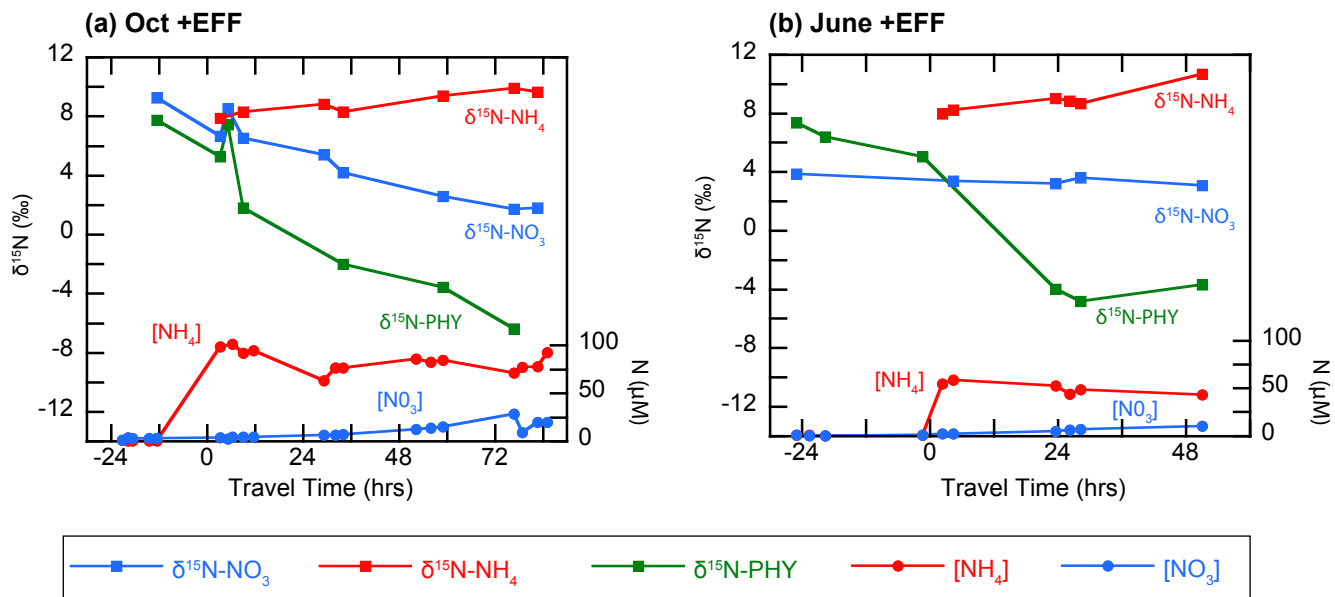 (a) Oct +EFF
(b) June +EFF
12
8
4
0
-4
-8
-12
δ¹⁵N (‰)
δ¹⁵N-NH₄
δ¹⁵N-NO₃
δ¹⁵N-PHY
[NH₄]
[N0₃]
100
50
0
N (µM)
-24 0 24 48 72
Travel Time (hrs)
12
8
4
0
-4
-8
-12
δ¹⁵N (‰)
δ¹⁵N-NH₄
δ¹⁵N-NO₃
δ¹⁵N-PHY
[NH₄]
[N0₃]
100
50
0
N (µM)
-24 0 24 48
Travel Time (hrs)
δ¹⁵N-NO₃ δ¹⁵N-NH₄ δ¹⁵N-PHY [NH₄] [NO₃]